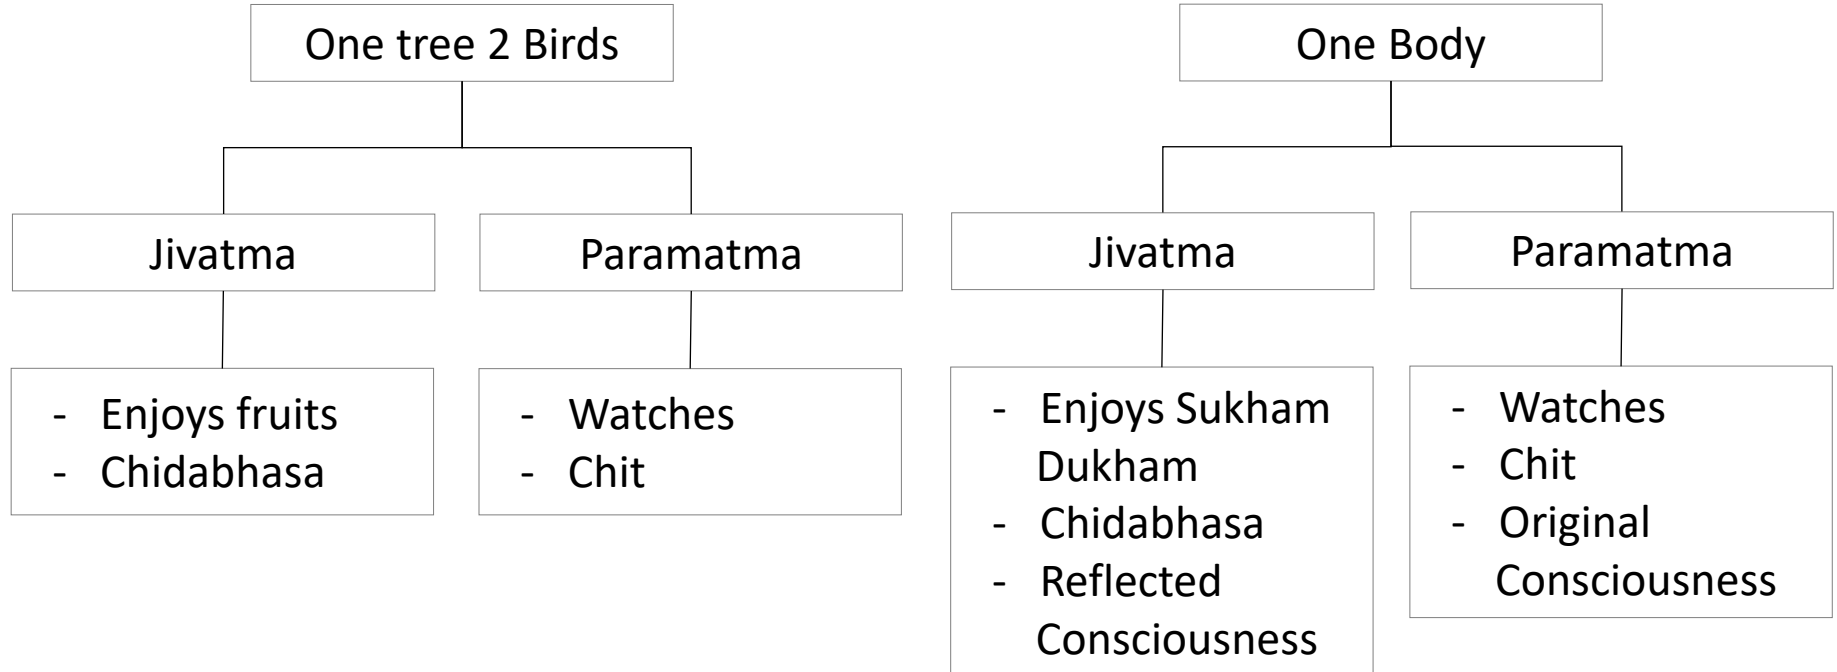 One tree 2 Birds
Jivatma
Paramatma
- Enjoys fruits
- Chidabhasa
- Watches
- Chit
One Body
Jivatma
Paramatma
- Enjoys Sukham
Dukham
- Chidabhasa
- Reflected
Consciousness
- Watches
- Chit
- Original
Consciousness